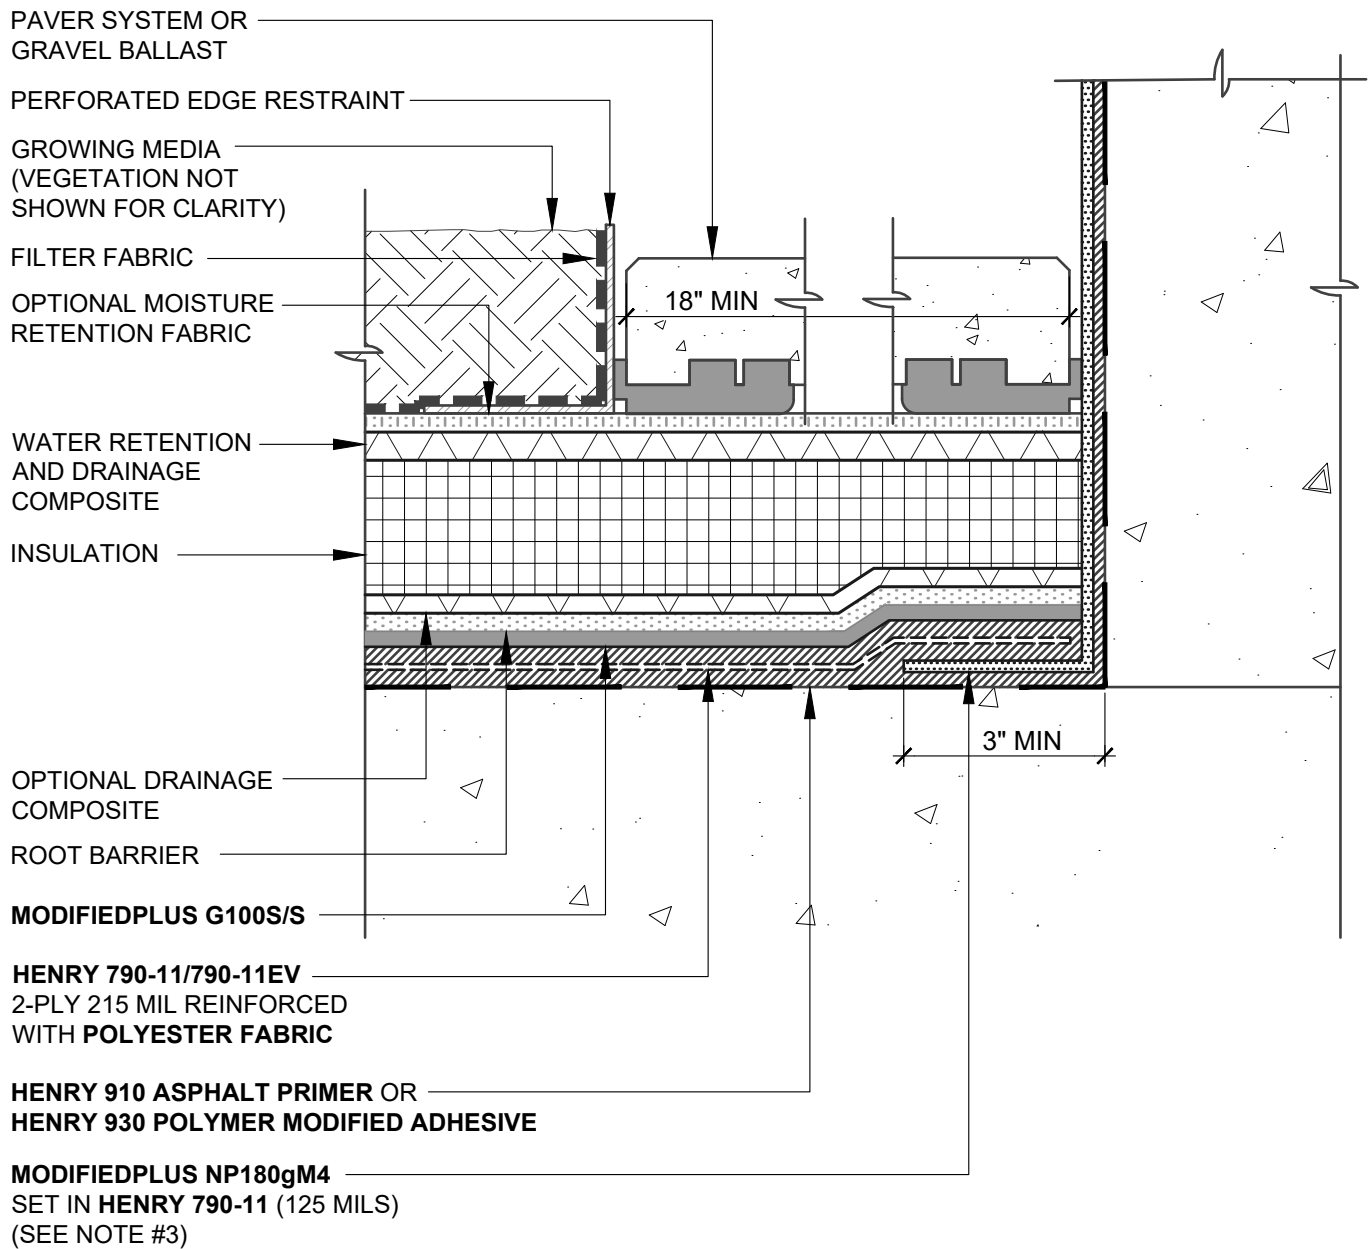 PAVER SYSTEM OR
GRAVEL BALLAST
PERFORATED EDGE RESTRAINT
GROWING MEDIA
(VEGETATION NOT
SHOWN FOR CLARITY)
FILTER FABRIC
OPTIONAL MOISTURE
RETENTION FABRIC
18" MIN
WATER RETENTION
AND DRAINAGE
COMPOSITE
INSULATION
3" MIN
OPTIONAL DRAINAGE
COMPOSITE
ROOT BARRIER
MODIFIEDPLUS G100S/S
HENRY 790-11/790-11EV
2-PLY 215 MIL REINFORCED
WITH POLYESTER FABRIC
HENRY 910 ASPHALT PRIMER OR
HENRY 930 POLYMER MODIFIED ADHESIVE
MODIFIEDPLUS NP180gM4
SET IN HENRY 790-11 (125 MILS)
(SEE NOTE #3)